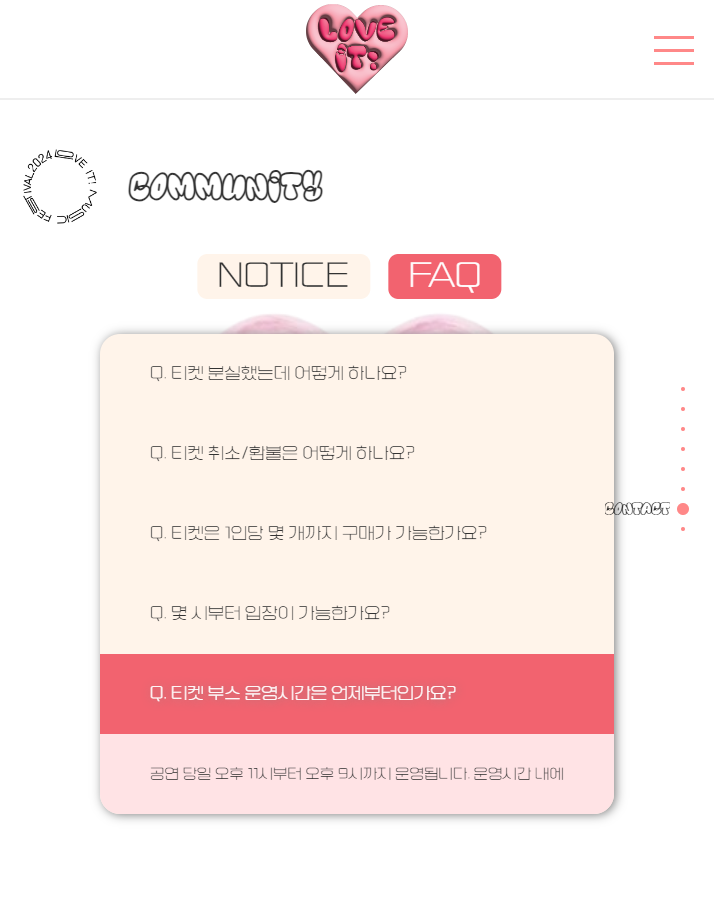 LOVE
iT!
2024 LOVE IT! MUSIC FESTIVAL
COMMUNITY
NOTICE
FAQ
Q. 티켓 분실했는데 어떻게 하나요?
Q. 티켓 취소/환불은 어떻게 하나요?
Q. 티켓은 1인당 몇 개까지 구매가 가능한가요?
CONTACT
Q. 몇 시부터 입장이 가능한가요?
Q. 티켓 부스 운영시간은 언제부터인가요?
공연 당일 오후 11시부터 오후 9시까지 운영됩니다. 운영시간 내에